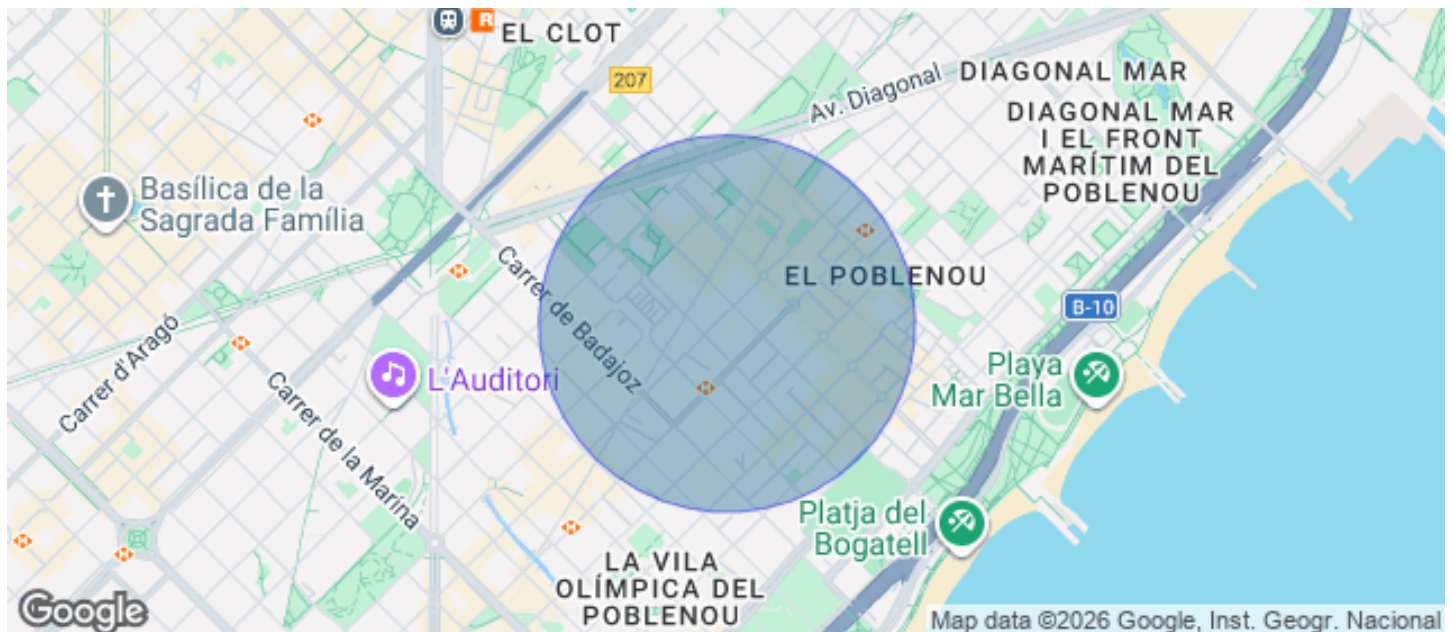 R
EL CLOT
207
Av. Diagonal
DIAGONAL MAR
DIAGONAL MAR
I EL FRONT
MARÍTIM DEL
POBLENOU
Basílica de la
Sagrada Família
Carrer de Badajoz
EL POBLENOU
B-10
Carrer d'Aragó
L'Auditori
Playa
Mar Bella
Carrer de la Marina
Platja del
Bogatell
LA VILA
OLÍMPICA DEL
POBLENOU
Google
Map data ©2026 Google, Inst. Geogr. Nacional